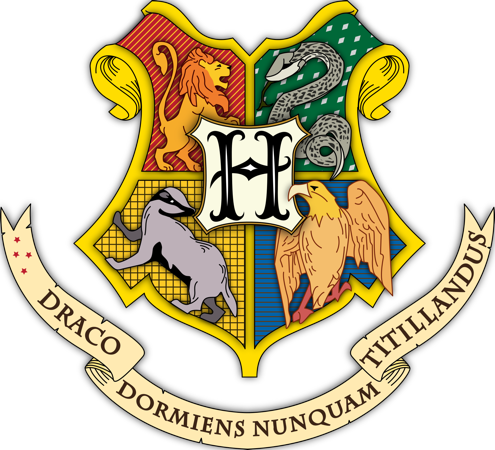 H
DRACO
DORMIENS NUNQUAM
TITILLANDUS